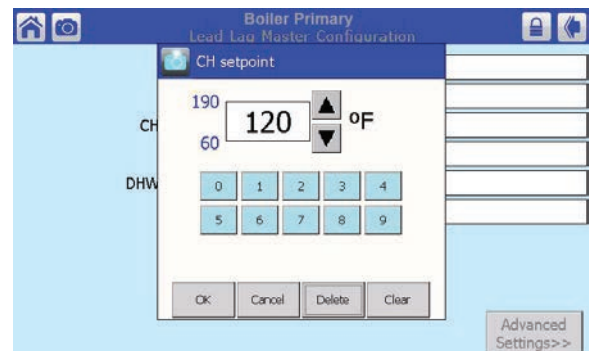 Boiler Primary
Lead Lag Master Configuration
CH setpoint
190
120 ºF
60
CH
DHW
0 1 2 3 4
5 6 7 8 9
OK Cancel Delete Clear
Advanced
Settings>>